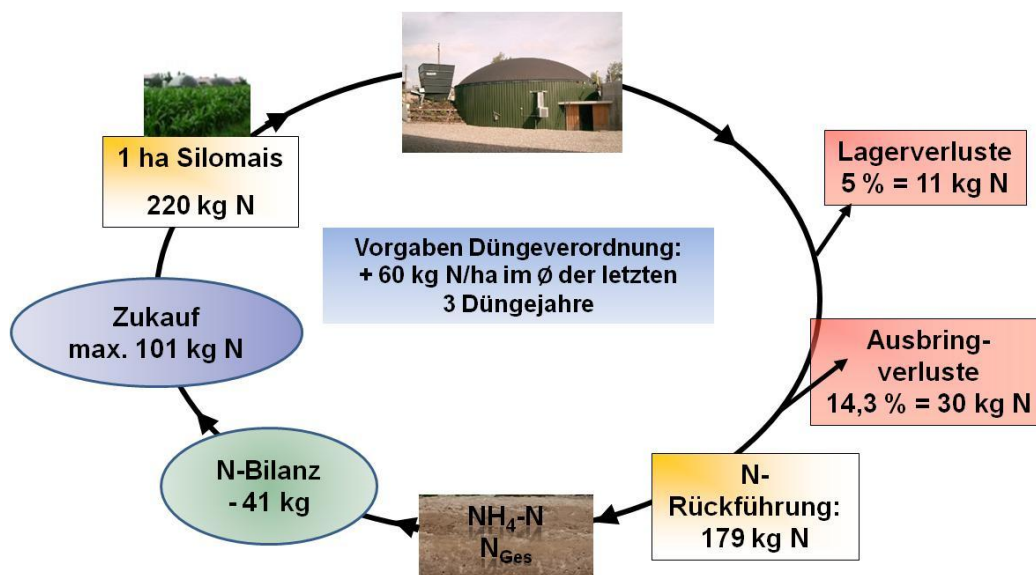 1 ha Silomais
220 kg N
Lagerverluste
5 % = 11 kg N
Vorgaben Düngeverordnung:
+ 60 kg N/ha im Ø der letzten
3 Düngejahre
Zukauf
max. 101 kg N
Ausbring-
verluste
14,3 % = 30 kg N
N-Bilanz
- 41 kg
N-
Rückführung:
179 kg N
NH₄-N
N_Ges